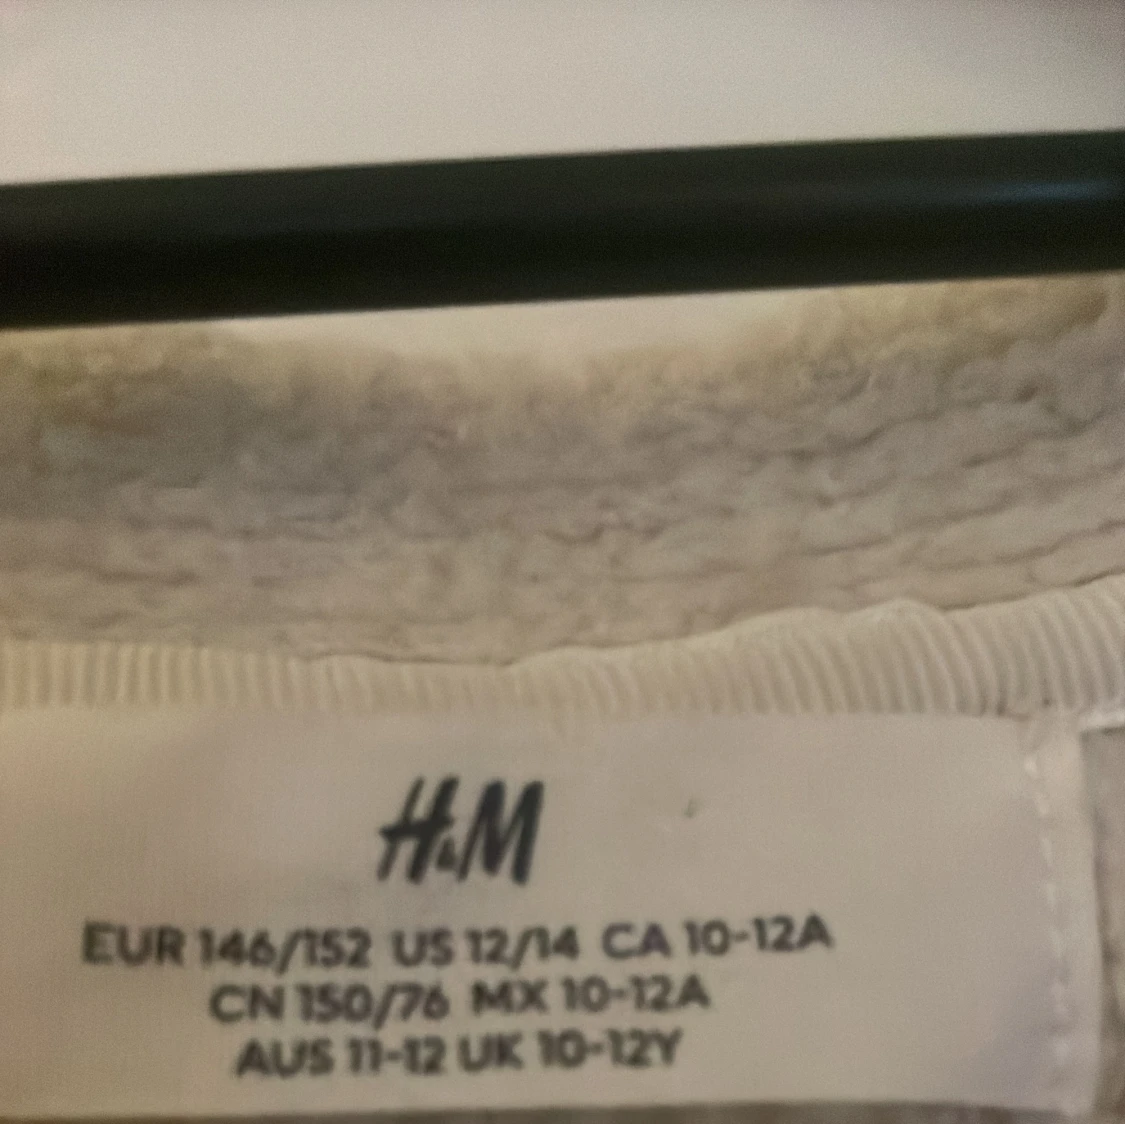 H&M
EUR 146/152 US 12/14 CA 10-12A
CN 150/76 MX 10-12A
AUS 11-12 UK 10-12Y